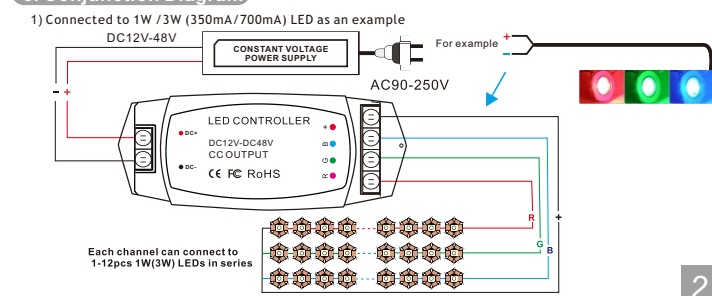 Conjunction Diagram
1) Connected to 1W /3W (350mA/700mA) LED as an example
DC12V-48V
CONSTANT VOLTAGE
POWER SUPPLY
For example
+
−
AC90-250V
− +
LED CONTROLLER
DC+
DC12V-DC48V
CC OUTPUT
DC-
CE FC RoHS
+
B
G
R
R
G
B
+
Each channel can connect to
1-12pcs 1W(3W) LEDs in series
2